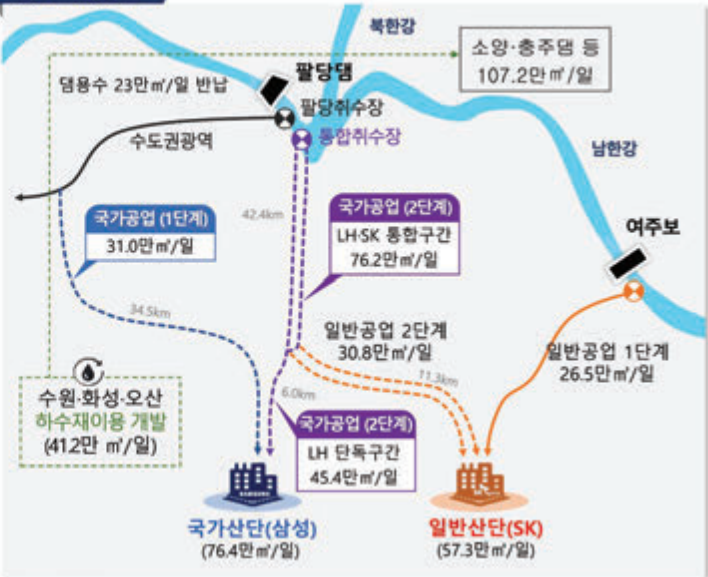 북한강
소양·충주댐 등
107.2만㎥/일
댐용수 23만㎥/일 반납
팔당댐
팔당취수장
수도권광역
통합취수장
남한강
국가공업 (1단계)
31.0만㎥/일
42.4km
국가공업 (2단계)
LH·SK 통합구간
76.2만㎥/일
여주보
34.5km
일반공업 2단계
30.8만㎥/일
일반공업 1단계
26.5만㎥/일
11.3km
6.0km
수원·화성·오산
하수재이용 개발
(41.2만 ㎥/일)
국가공업 (2단계)
LH 단독구간
45.4만㎥/일
SAMSUNG
국가산단(삼성)
(76.4만㎥/일)
일반산단(SK)
(57.3만㎥/일)